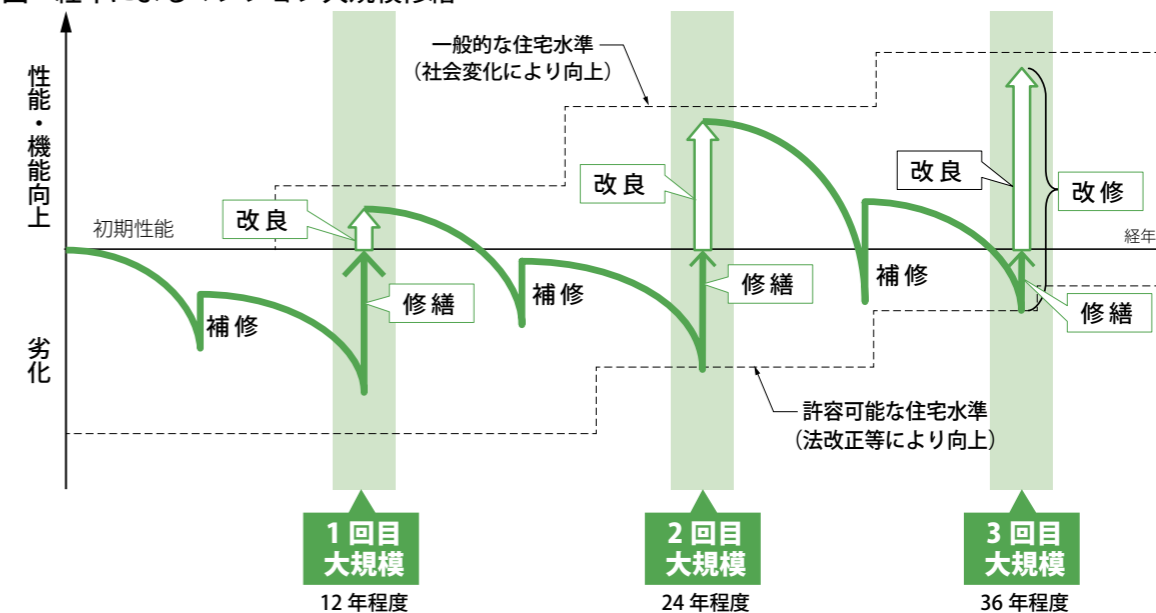 一般的な住宅水準
（社会変化により向上）
性能・機能向上
改良
改良
改良
改修
初期性能
経年
修繕
補修
補修
修繕
補修
修繕
劣化
許容可能な住宅水準
（法改正等により向上）
1回目
大規模
12年程度
2回目
大規模
24年程度
3回目
大規模
36年程度